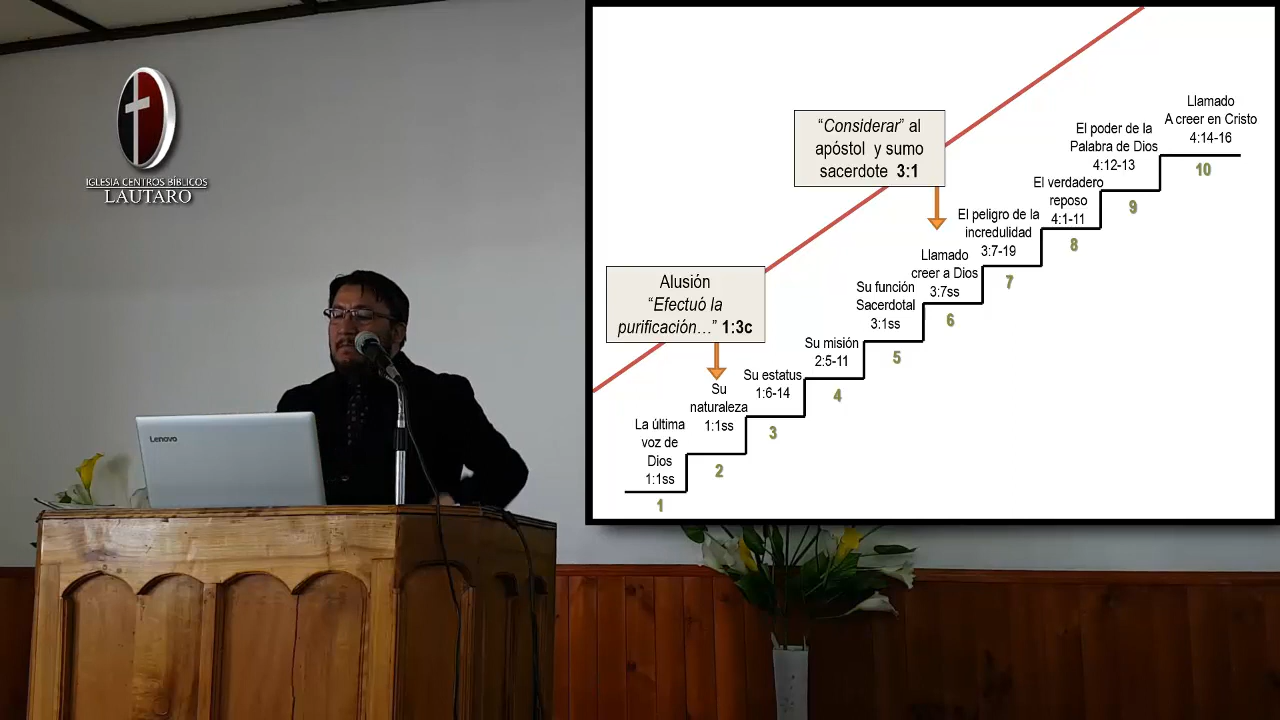 IGLESIA CENTROS BÍBLICOS
LAUTARO
Lenovo
“Considerar” al
apóstol y sumo
sacerdote 3:1
Alusión
“Efectuó la
purificación…” 1:3c
La última
voz de
Dios
1:1ss
1
Su
naturaleza
1:1ss
2
Su estatus
1:6-14
3
Su misión
2:5-11
4
Su función
Sacerdotal
3:1ss
5
Llamado
creer a Dios
3:7ss
6
El peligro de la
incredulidad
3:7-19
7
El verdadero
reposo
4:1-11
8
El poder de la
Palabra de Dios
4:12-13
9
Llamado
A creer en Cristo
4:14-16
10